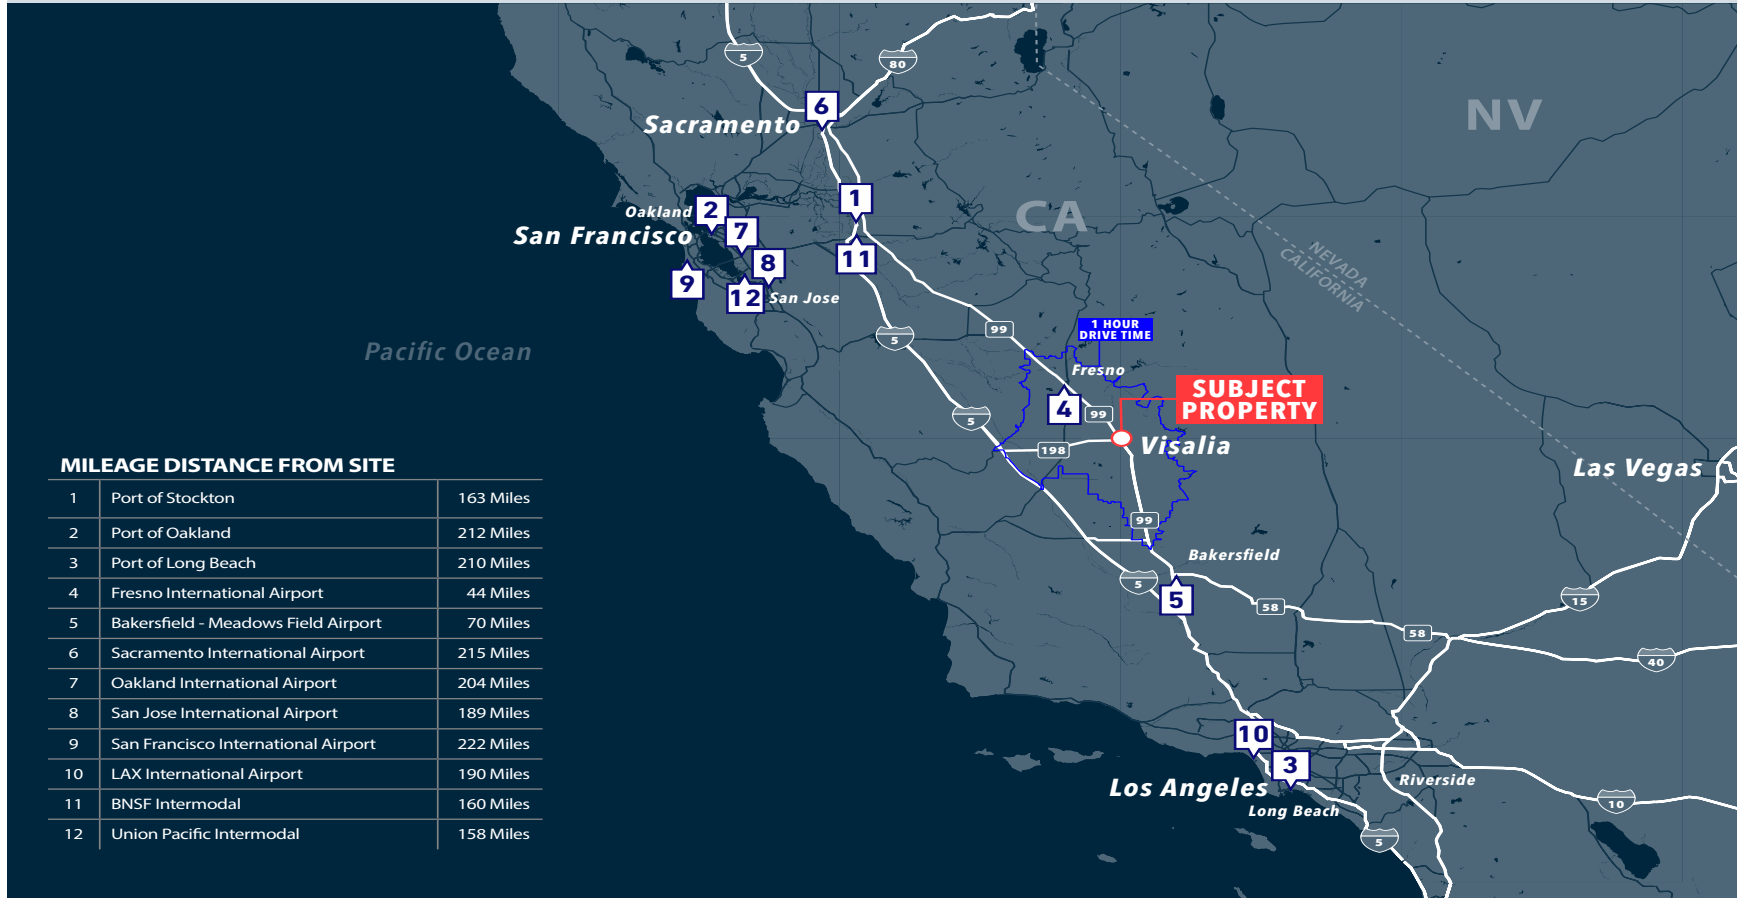 5
80
6
Sacramento
NV
1
Oakland
2
CA
San Francisco
7
11
8
NEVADA
CALIFORNIA
9
12
San Jose
99
1 HOUR
DRIVE TIME
5
Pacific Ocean
Fresno
SUBJECT
PROPERTY
4
99
5
198
Visalia
Las Vegas
99
Bakersfield
5
5
58
15
58
40
10
3
Los Angeles
Long Beach
Riverside
10
5
MILEAGE DISTANCE FROM SITE
1 Port of Stockton 163 Miles
2 Port of Oakland 212 Miles
3 Port of Long Beach 210 Miles
4 Fresno International Airport 44 Miles
5 Bakersfield - Meadows Field Airport 70 Miles
6 Sacramento International Airport 215 Miles
7 Oakland International Airport 204 Miles
8 San Jose International Airport 189 Miles
9 San Francisco International Airport 222 Miles
10 LAX International Airport 190 Miles
11 BNSF Intermodal 160 Miles
12 Union Pacific Intermodal 158 Miles